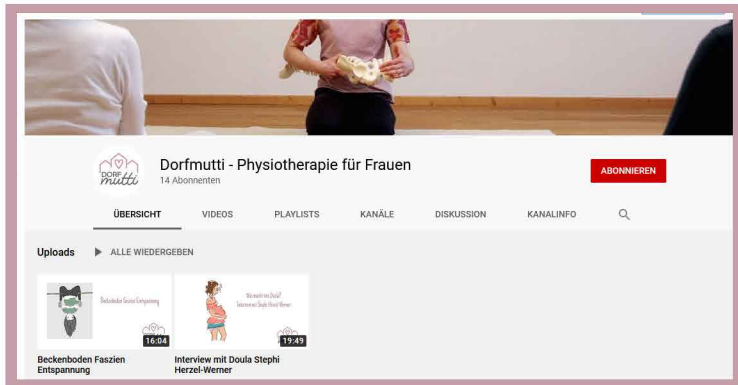 Dorfmutti - Physiotherapie für Frauen
14 Abonnenten
ABONNIEREN
DORF
mutti
ÜBERSICHT
VIDEOS
PLAYLISTS
KANÄLE
DISKUSSION
KANALINFO
Uploads
ALLE WIEDERGEBEN
Beckenboden Faszien Entspannung
16:04
Interview mit Doula Stephi Herzel-Werner
19:49
Beckenboden Faszien
Entspannung
Interview mit Doula Stephi
Herzel-Werner